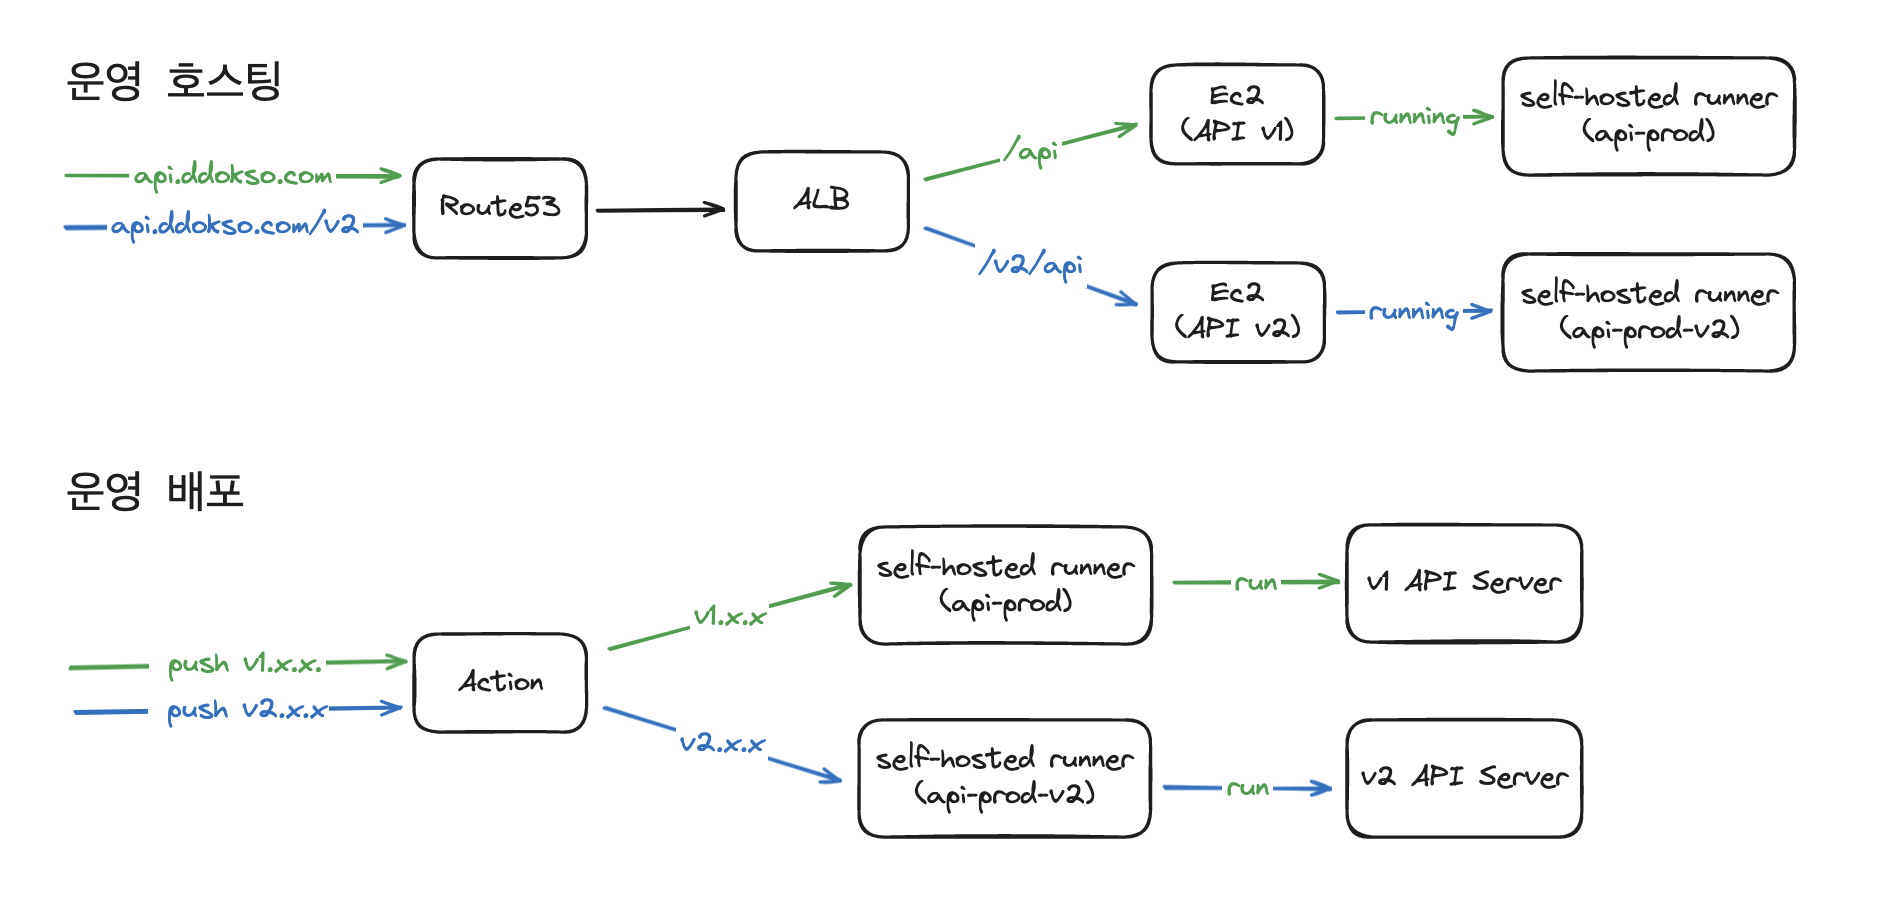 운영 호스팅
api.ddokso.com
api.ddokso.com/v2
Route53
ALB
/api
/v2/api
Ec2
(API v1)
running
self-hosted runner
(api-prod)
Ec2
(API v2)
running
self-hosted runner
(api-prod-v2)
운영 배포
push v1.x.x.
push v2.x.x
Action
v1.x.x
v2.x.x
self-hosted runner
(api-prod)
run
v1 API Server
self-hosted runner
(api-prod-v2)
run
v2 API Server